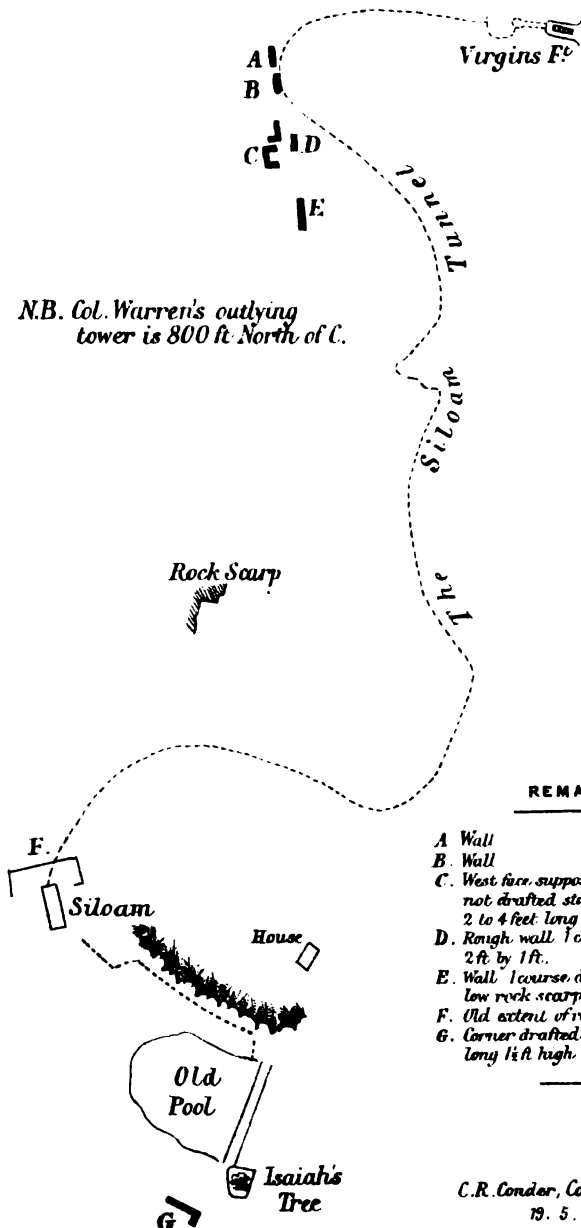 Virgins Ft
A
B
C
D
E
The Siloam Tunnel
N.B. Col. Warren's outlying
tower is 800 ft North of C.
Rock Scarp
F.
Siloam
House
Old
Pool
Isaiah's
Tree
G
REMA
A Wall
B. Wall
C. West face suppo
not drafted st
2 to 4 feet long
D. Rough wall 1 c
2 ft by 1 ft.
E. Wall 1 course d
low rock scarp
F. Old extent of
G. Corner drafted
long 1½ ft high
C.R. Conder, Ca
19. 5.